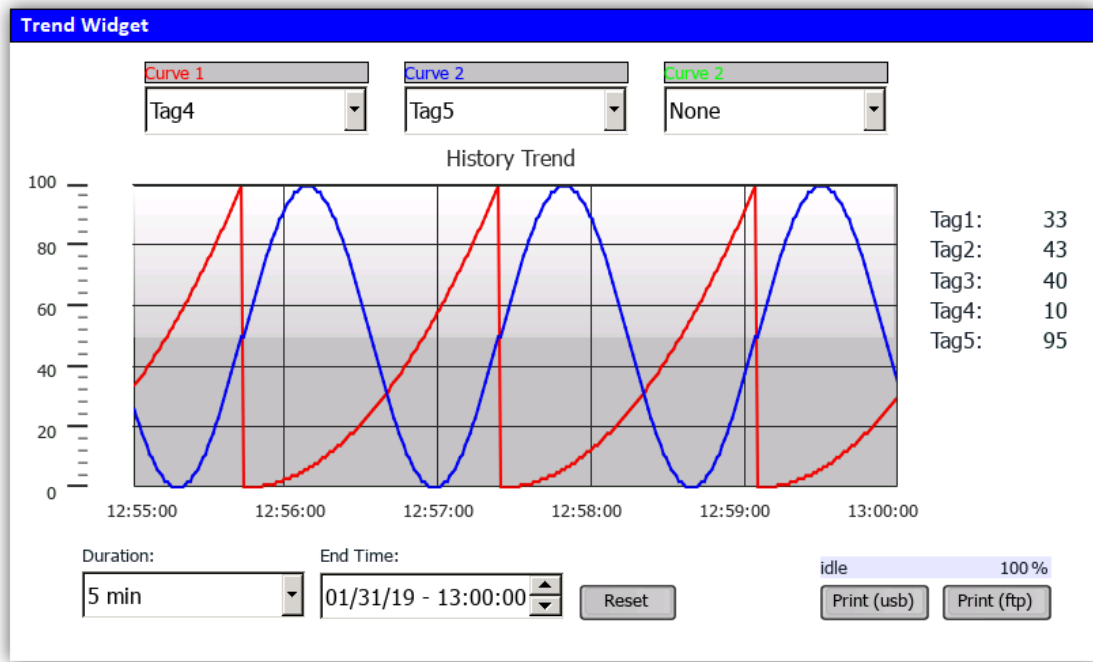 Trend Widget
Curve 1 Curve 2 Curve 2
Tag4 Tag5 None
History Trend
100
80
60
40
20
0
Tag1: 33
Tag2: 43
Tag3: 40
Tag4: 10
Tag5: 95
12:55:00 12:56:00 12:57:00 12:58:00 12:59:00 13:00:00
Duration: End Time:
5 min 01/31/19 - 13:00:00 Reset
idle 100 %
Print (usb) Print (ftp)